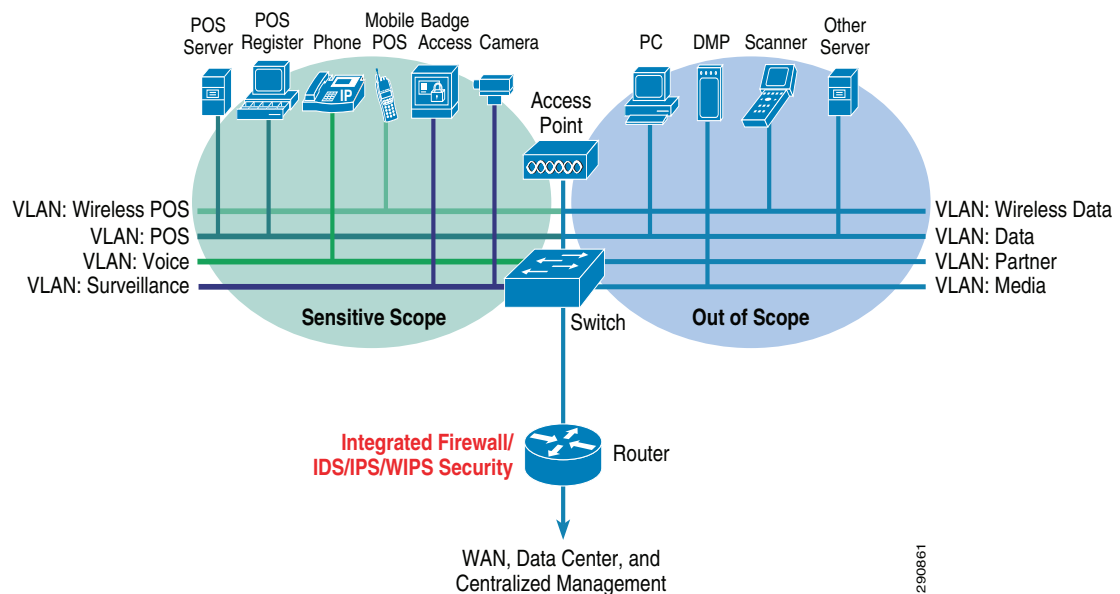 POS
Server
POS
Register
Phone
Mobile
POS
Badge
Access
Camera
PC
DMP
Scanner
Other
Server
IP
Access
Point
VLAN: Wireless POS
VLAN: POS
VLAN: Voice
VLAN: Surveillance
VLAN: Wireless Data
VLAN: Data
VLAN: Partner
VLAN: Media
Sensitive Scope
Switch
Out of Scope
Integrated Firewall/
IDS/IPS/WIPS Security
Router
WAN, Data Center, and
Centralized Management
290861